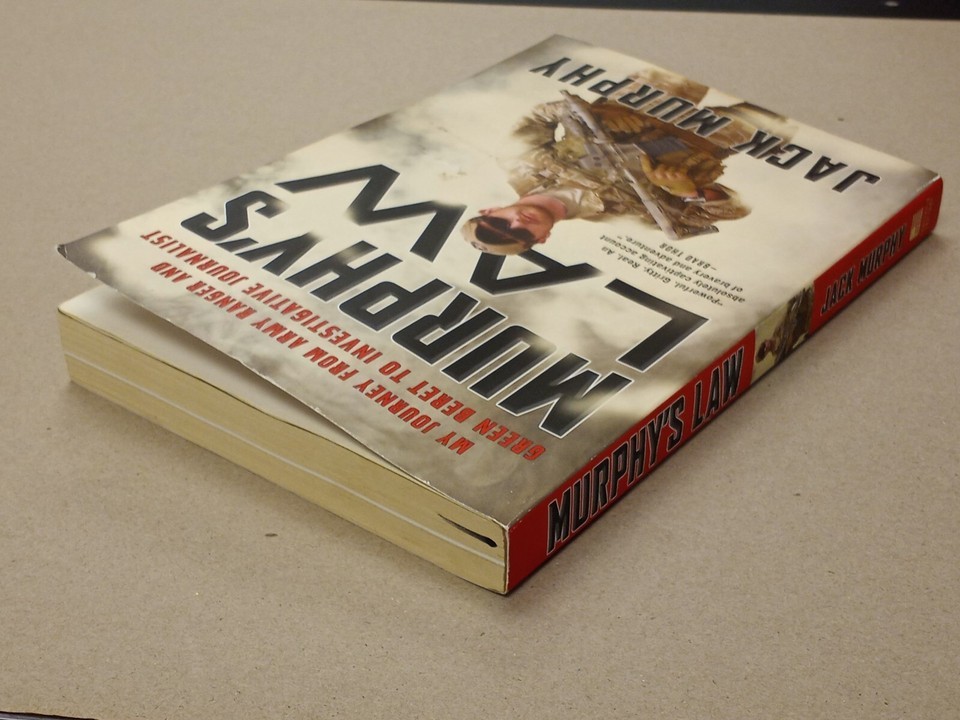 MY JOURNEY FROM ARMY RANGER AND
GREEN BERET TO INVESTIGATIVE JOURNALIST
MURPHY'S
LAW
"Powerful. Gritty. Real. An
absolutely captivating account
of bravery and adventure."
JACK MURPHY
MURPHY'S LAW
JACK MURPHY